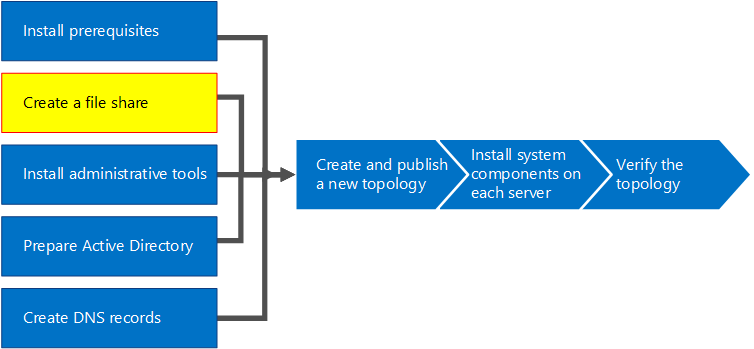 Install prerequisites
Create a file share
Install administrative tools
Prepare Active Directory
Create DNS records
Create and publish
a new topology
Install system
components on
each server
Verify the
topology